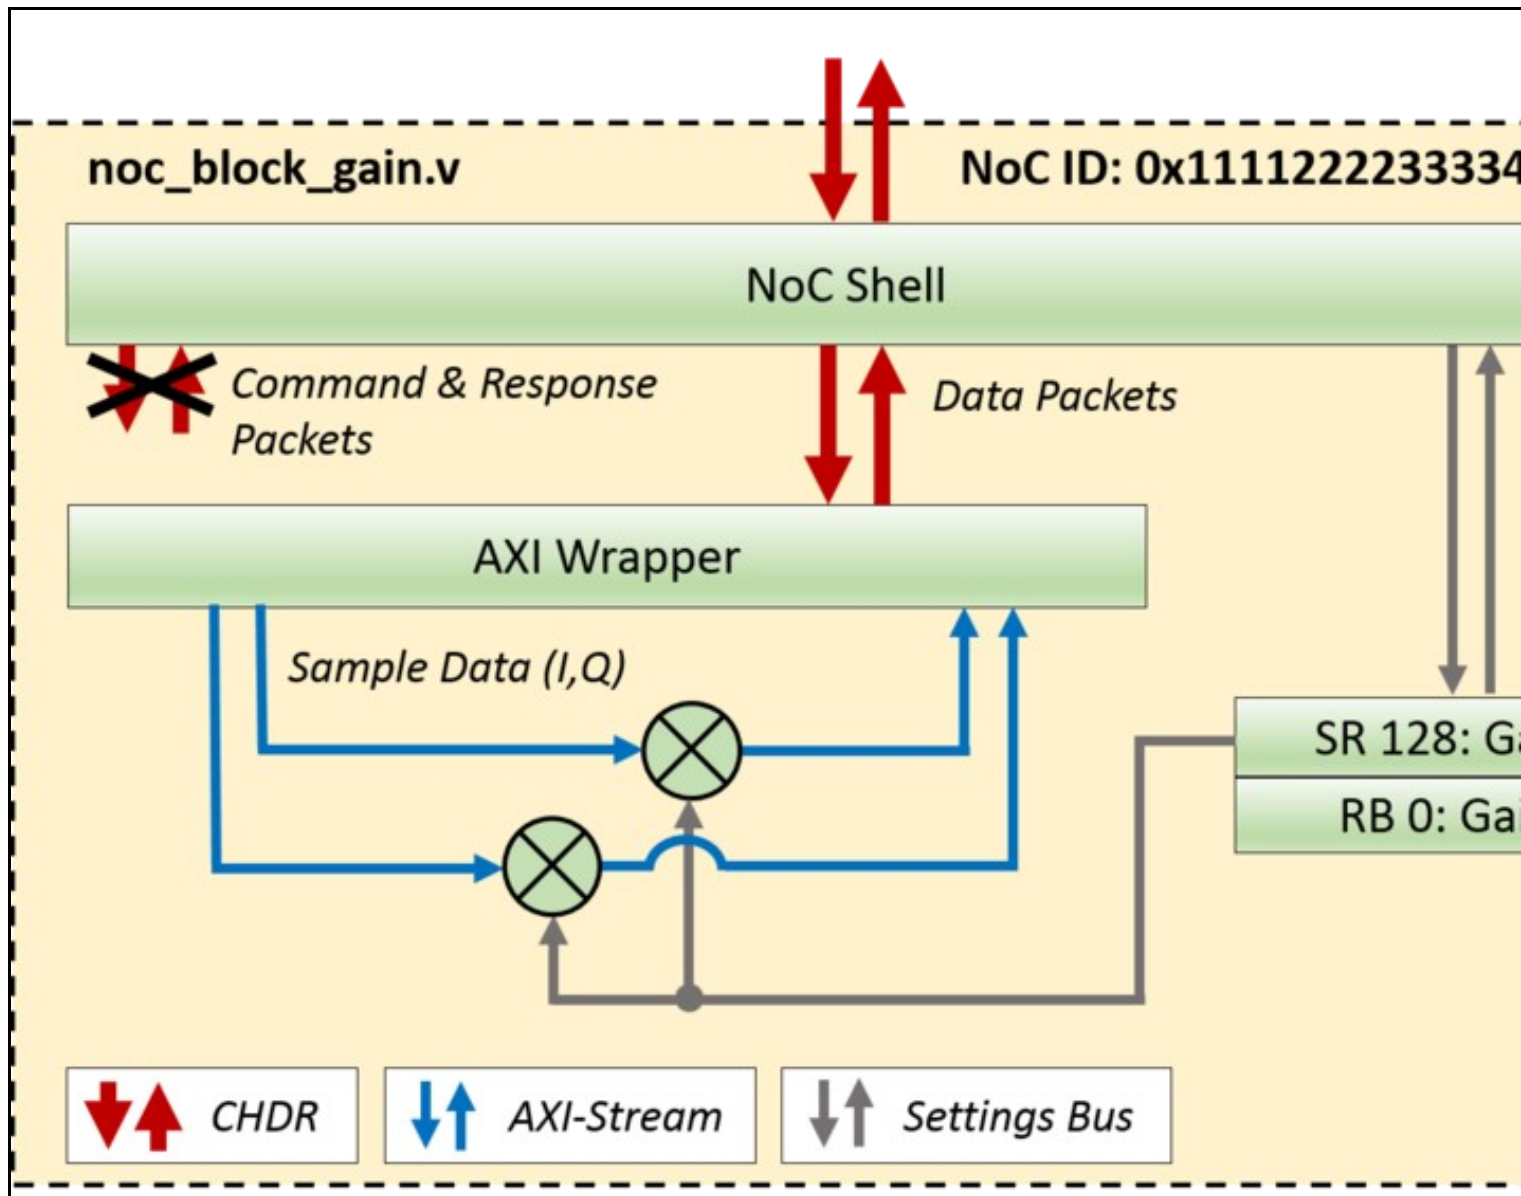 noc_block_gain.v
NoC ID: 0x1111222233334
NoC Shell
Command & Response
Packets
Data Packets
AXI Wrapper
Sample Data (I,Q)
SR 128:
RB 0:
CHDR
AXI-Stream
Settings Bus